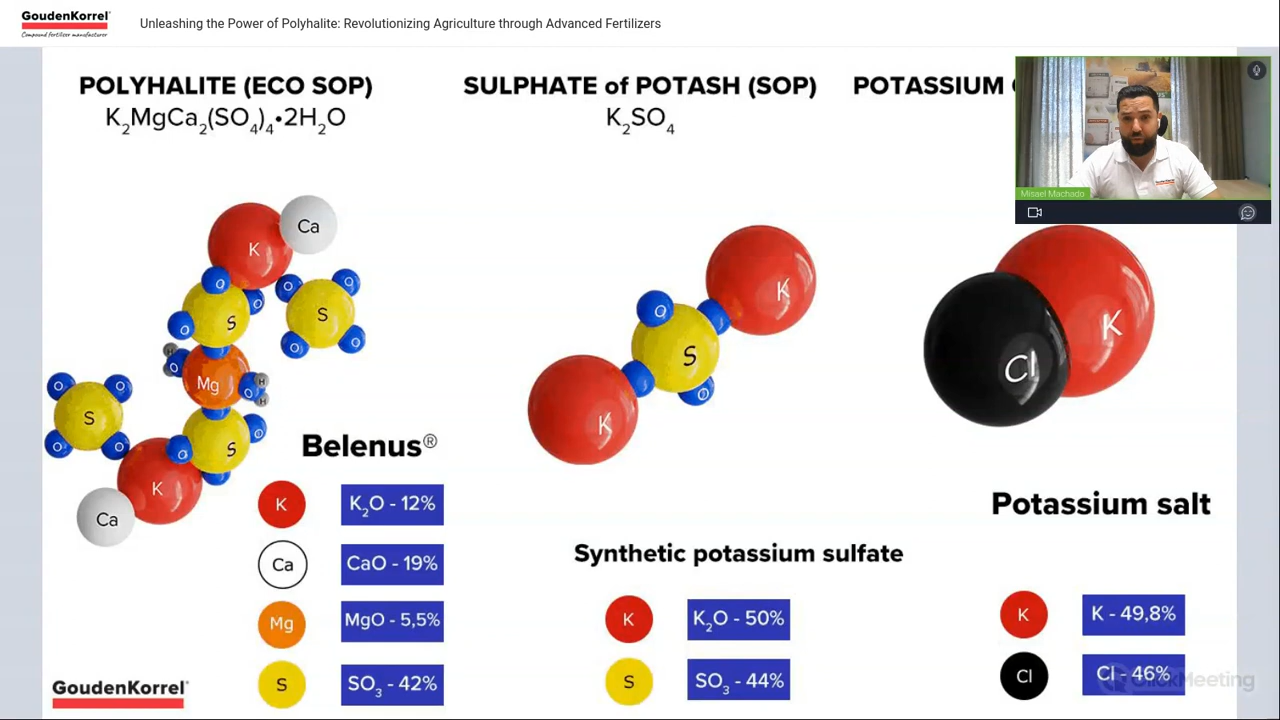 GoudenKorrel®
Compound fertilizer manufacturer
Unleashing the Power of Polyhalite: Revolutionizing Agriculture through Advanced Fertilizers
POLYHALITE (ECO SOP)
K₂MgCa₂(SO₄)₄•2H₂O
SULPHATE of POTASH (SOP)
K₂SO₄
POTASSIUM
Misael Machado
K
Ca
O
O
S
O
O
O
S
O
O
H
O
Mg
H
O
H
O
O
S
O
O
O
S
O
K
Ca
K
O
S
O
K
Cl
K
Belenus®
K
K₂O - 12%
Ca
CaO - 19%
Mg
MgO - 5,5%
S
SO₃ - 42%
Synthetic potassium sulfate
K
K₂O - 50%
S
SO₃ - 44%
Potassium salt
K
K - 49,8%
Cl
Cl - 46%
GoudenKorrel®
ClickMeeting